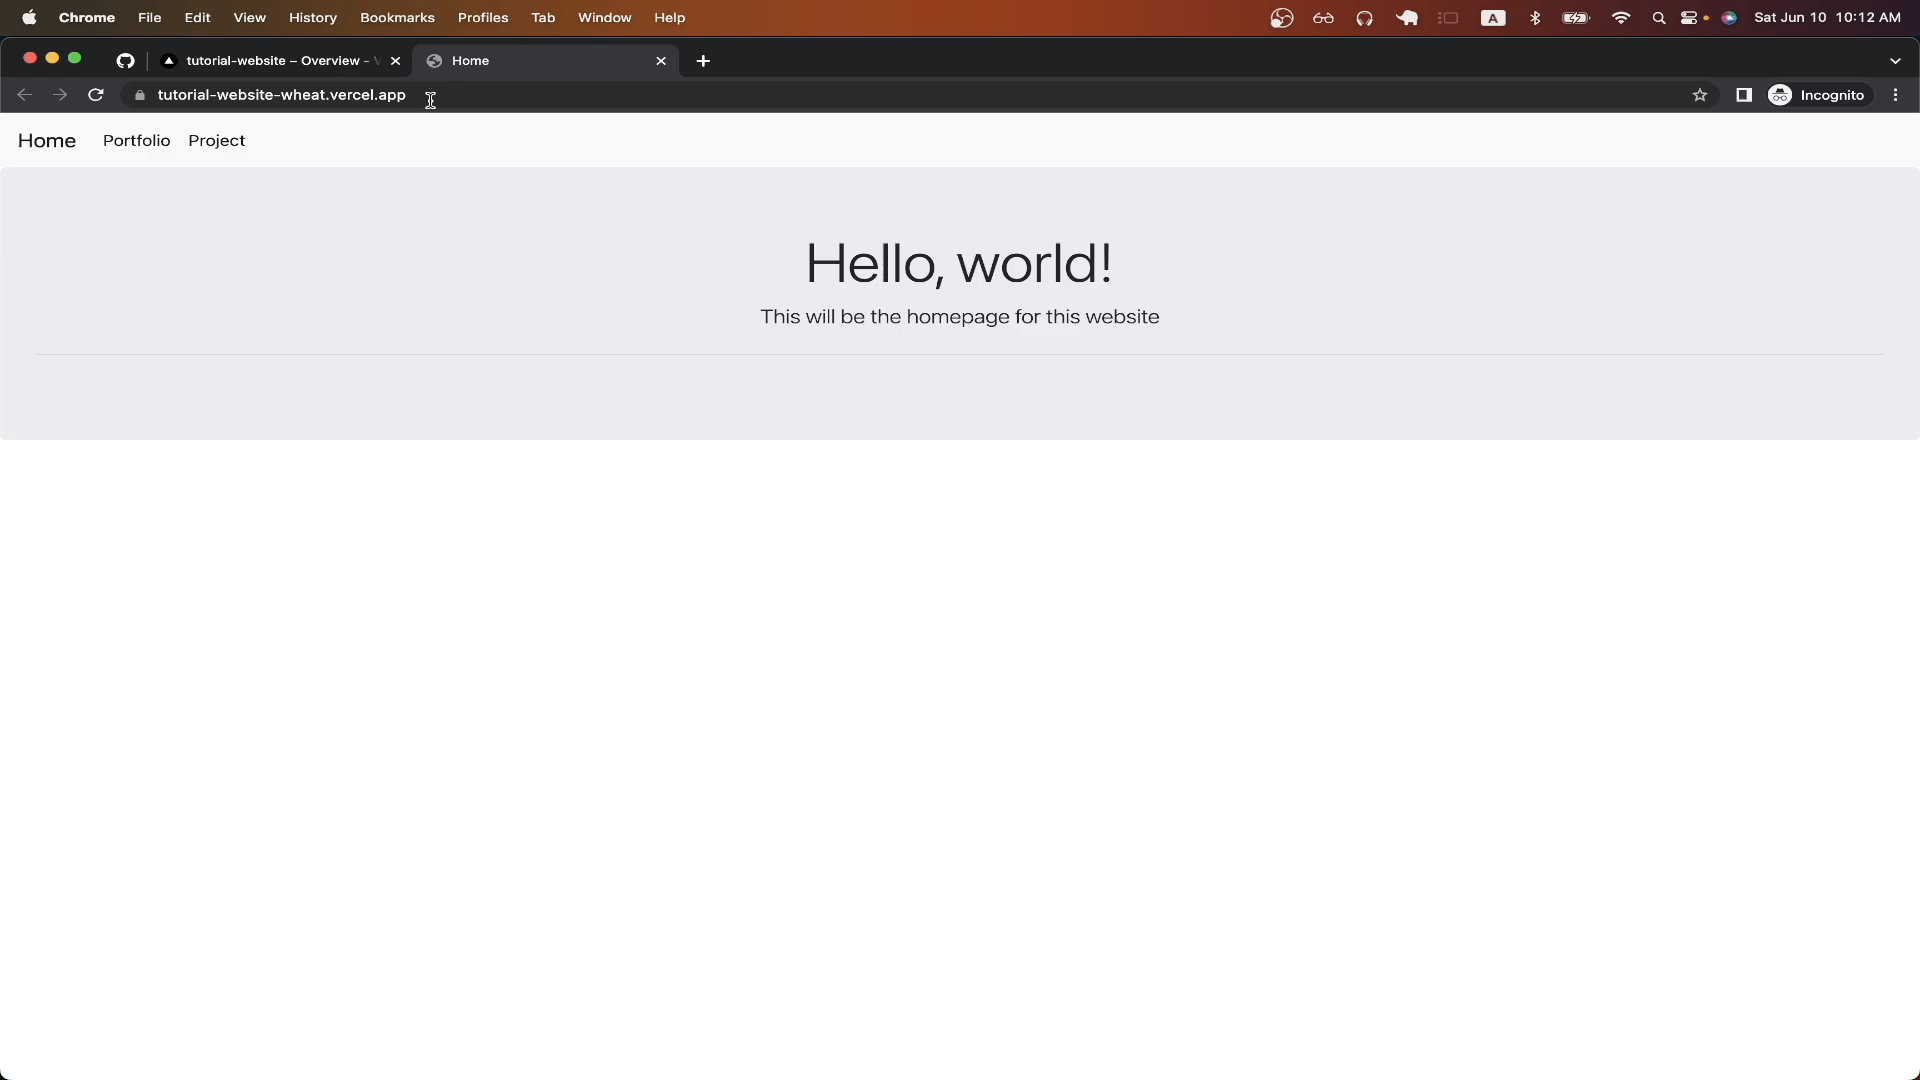 Chrome File Edit View History Bookmarks Profiles Tab Window Help A Sat Jun 10 10:12 AM
tutorial-website – Overview - Home
tutorial-website-wheat.vercel.app Incognito
Home Portfolio Project
Hello, world!
This will be the homepage for this website